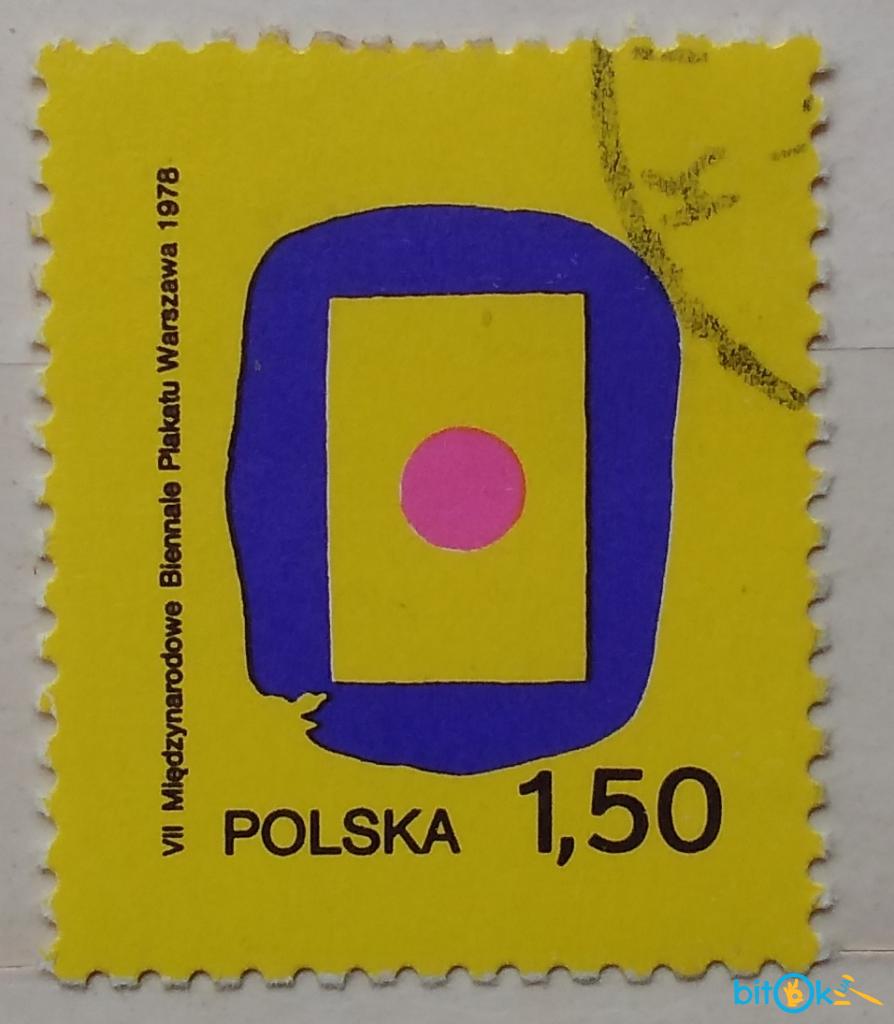 VII Międzynarodowe Biennale Plakatu Warszawa 1978
POLSKA 1,50
bitOk